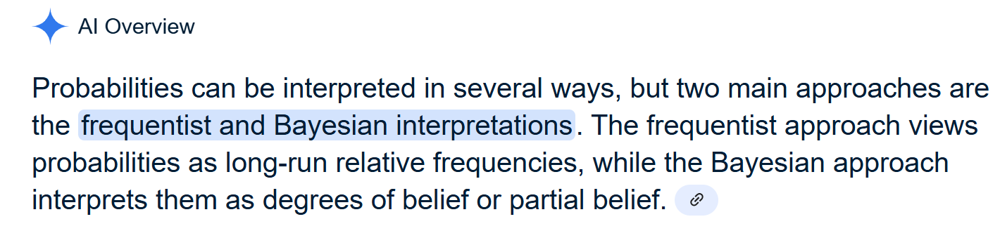 AI Overview
Probabilities can be interpreted in several ways, but two main approaches are
the frequentist and Bayesian interpretations. The frequentist approach views
probabilities as long-run relative frequencies, while the Bayesian approach
interprets them as degrees of belief or partial belief.